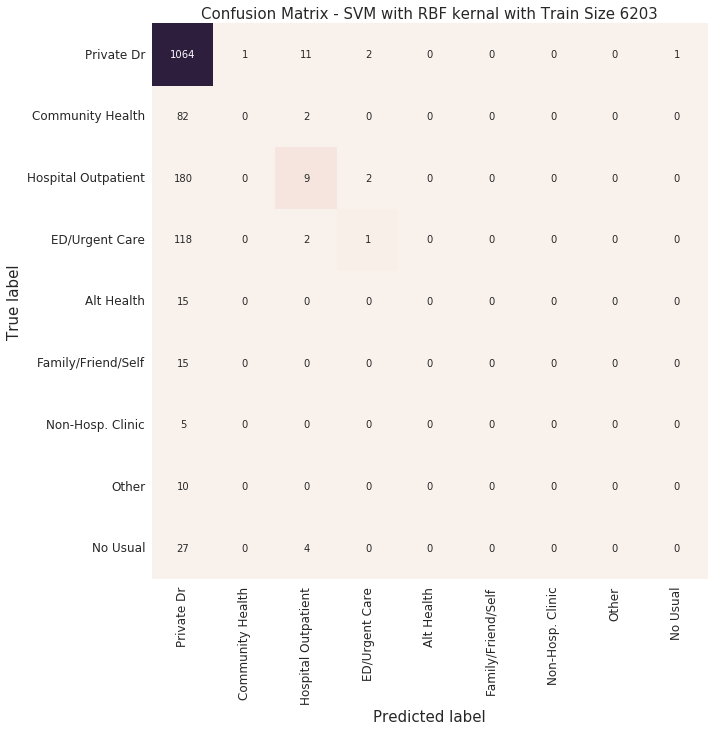 Confusion Matrix - SVM with RBF kernal with Train Size 6203
Private Dr 1064 1 11 2 0 0 0 0 1
Community Health 82 0 2 0 0 0 0 0 0
Hospital Outpatient 180 0 9 2 0 0 0 0 0
ED/Urgent Care 118 0 2 1 0 0 0 0 0
Alt Health 15 0 0 0 0 0 0 0 0
Family/Friend/Self 15 0 0 0 0 0 0 0 0
Non-Hosp. Clinic 5 0 0 0 0 0 0 0 0
Other 10 0 0 0 0 0 0 0 0
No Usual 27 0 4 0 0 0 0 0 0
True label
Private Dr
Community Health
Hospital Outpatient
ED/Urgent Care
Alt Health
Family/Friend/Self
Non-Hosp. Clinic
Other
No Usual
Predicted label